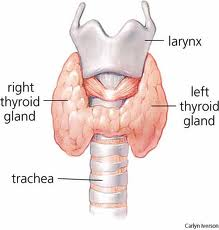 larynx
right
thyroid
gland
left
thyroid
gland
trachea
Carlyn Iverson